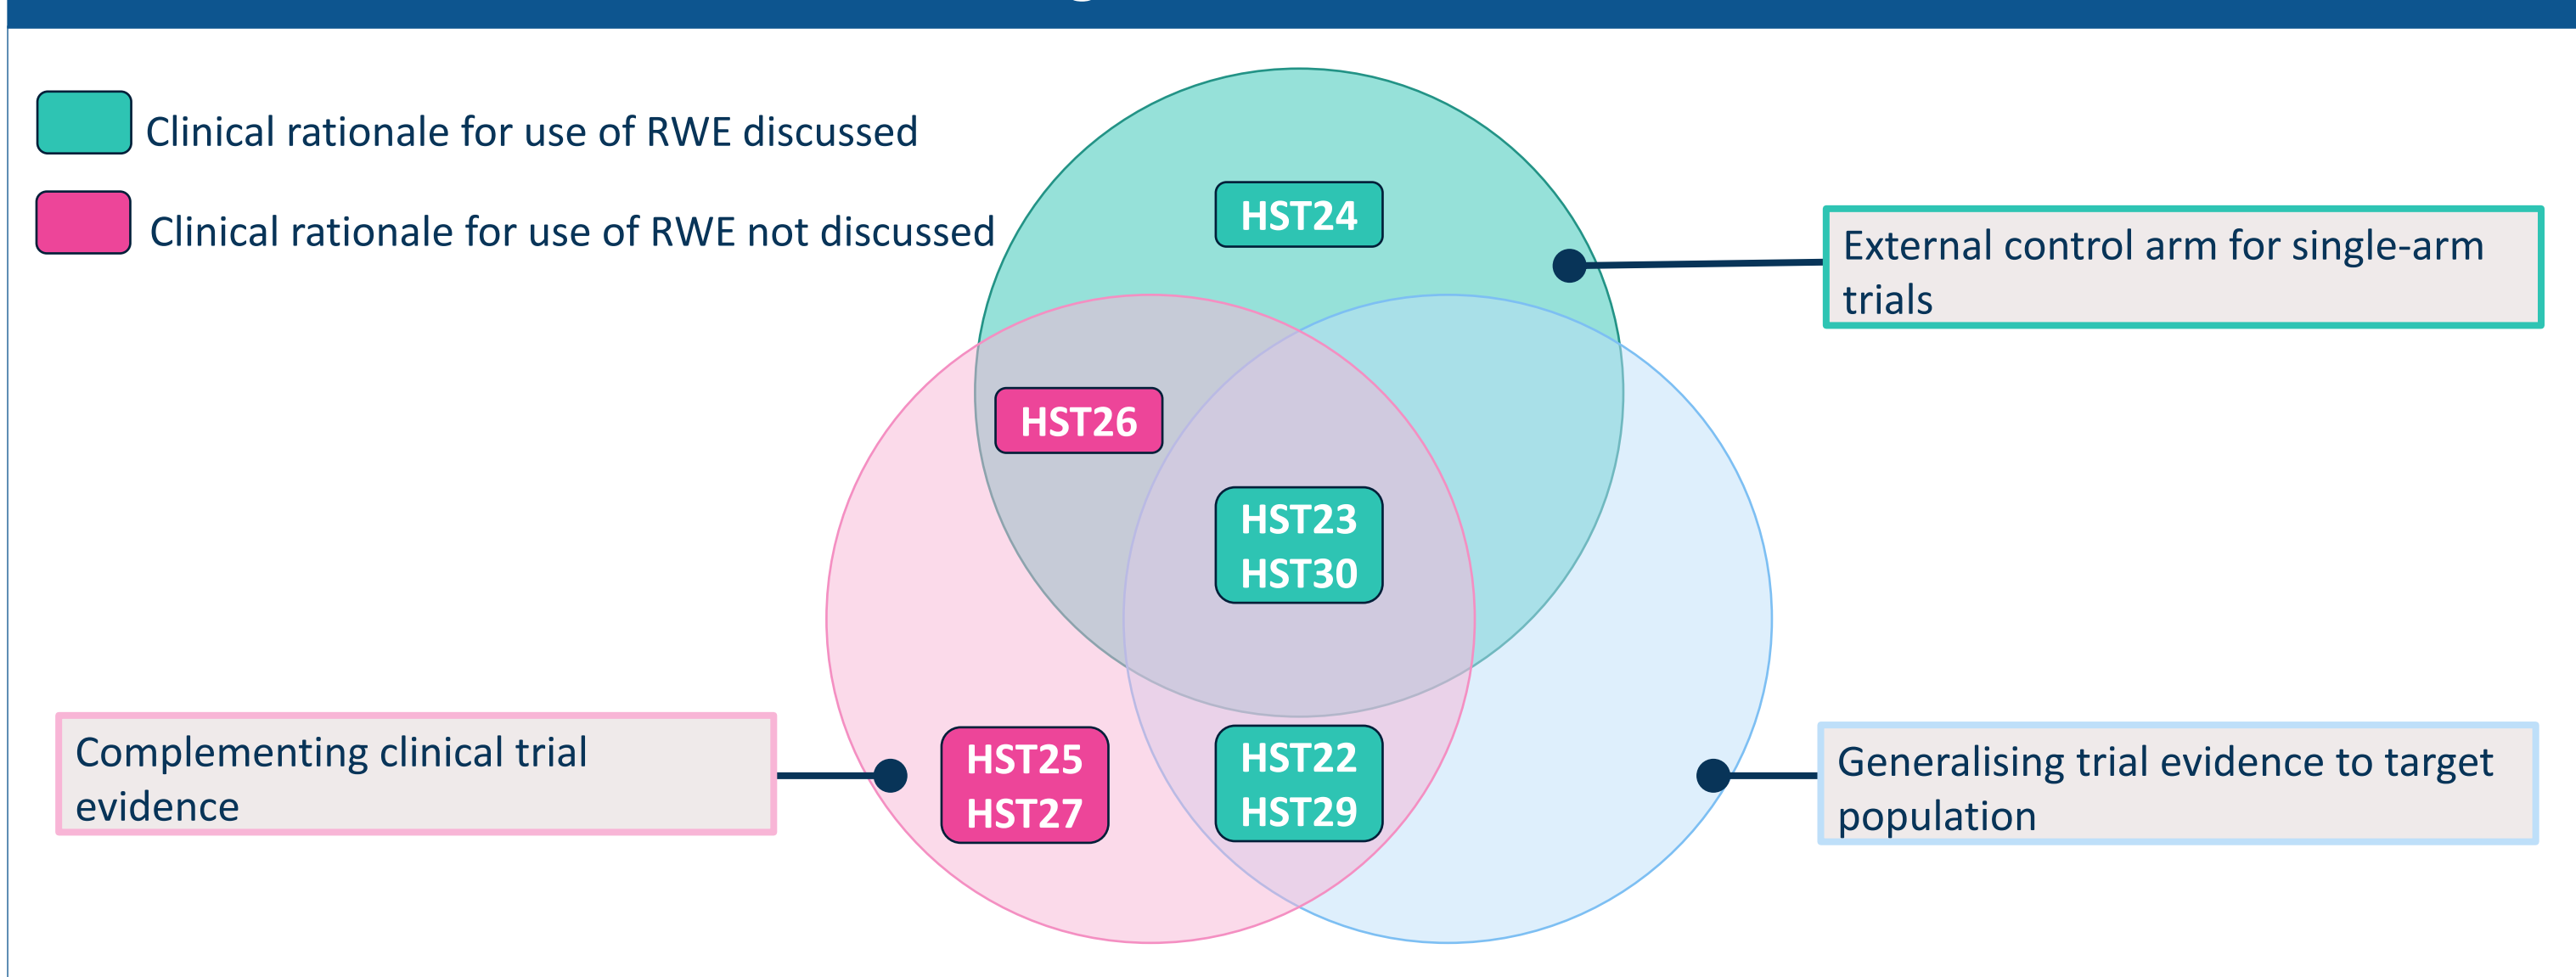 Clinical rationale for use of RWE discussed
Clinical rationale for use of RWE not discussed
HST24
External control arm for single-arm
trials
HST26
HST23
HST30
Complementing clinical trial
evidence
HST25
HST27
HST22
HST29
Generalising trial evidence to target
population